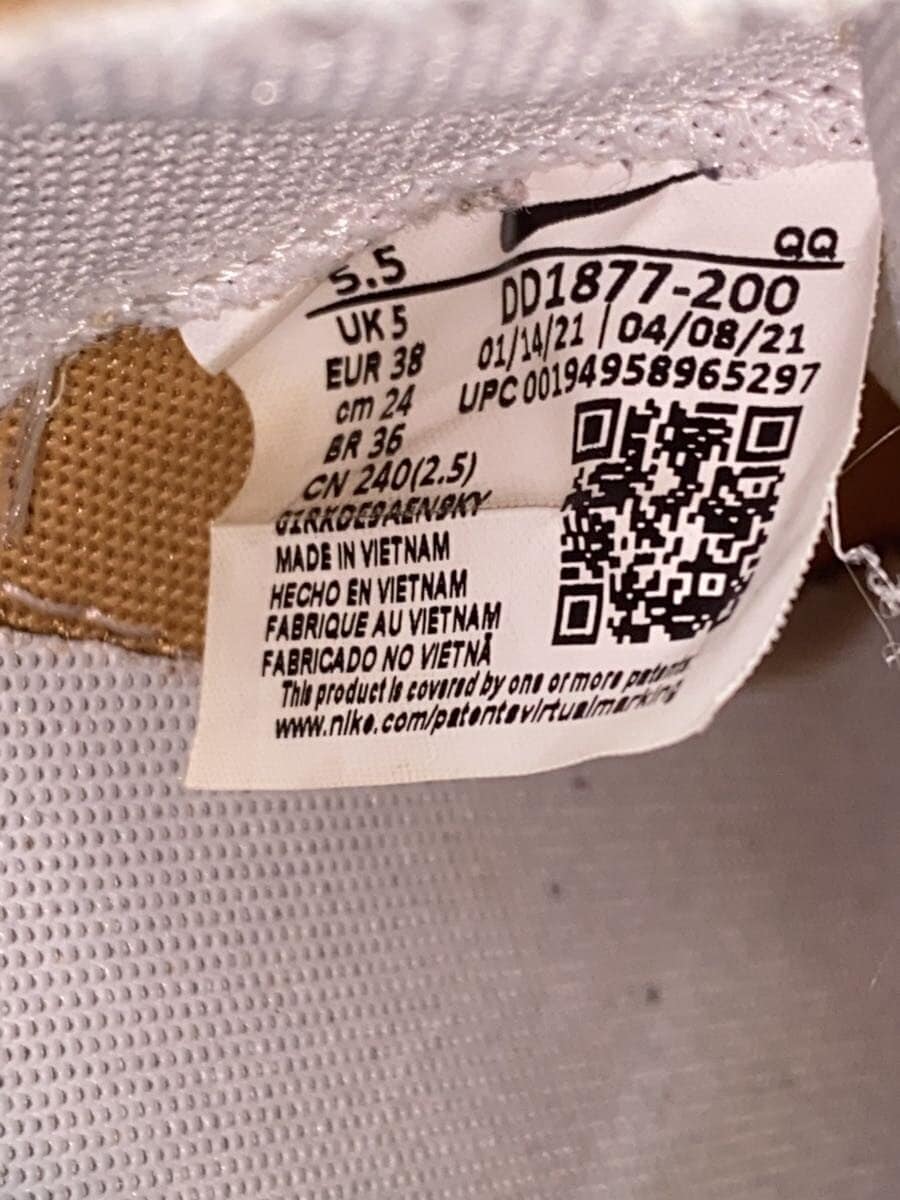 QQ
5.5
DD1877-200
UK 5
01/14/21 | 04/08/21
EUR 38
UPC 00194958965297
cm 24
BR 36
CN 240(2.5)
MADE IN VIETNAM
HECHO EN VIETNAM
FABRIQUE AU VIETNAM
FABRICADO NO VIETNÃ
This product is covered by one or more patents
www.nike.com/patentsvirtualmarking